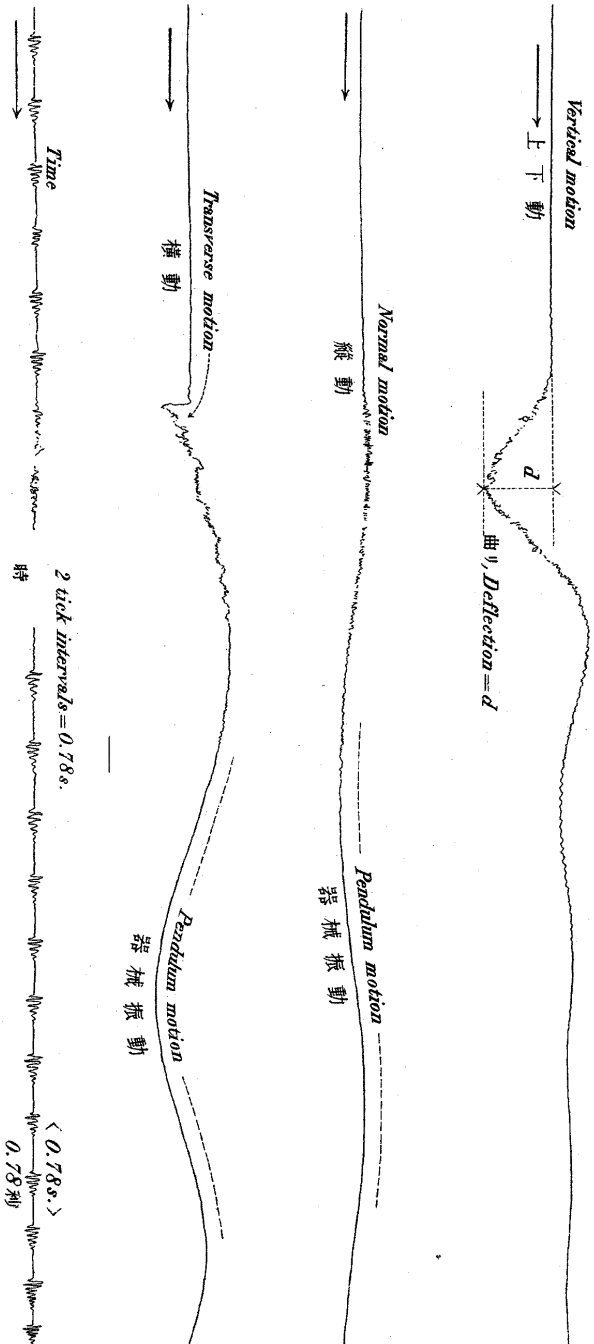 Vertical motion
上下動
d
曲リ, Deflection=d
Normal motion
縱動
Pendulum motion
器械振動
Transverse motion
橫動
Pendulum motion
器械振動
Time
時
2 tick intervals=0.78s.
〈0.78s.〉
0.78秒